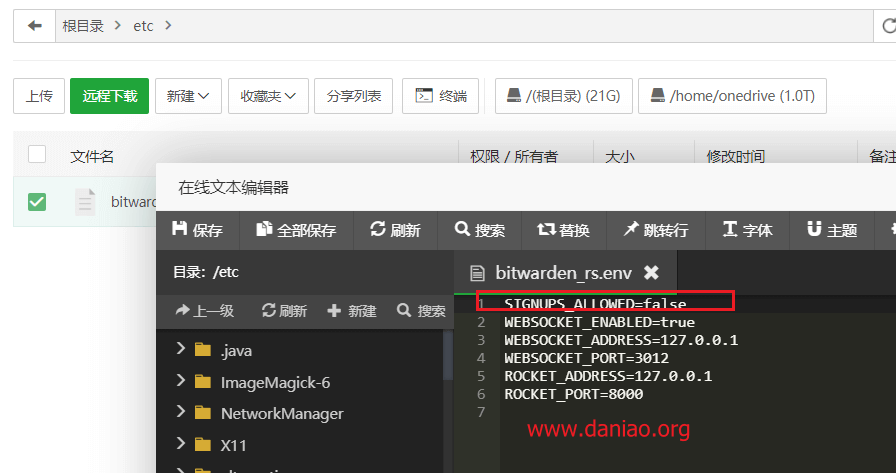 根目录 > etc >
上传 远程下载 新建 收藏夹 分享列表 终端 /(根目录) (21G) /home/onedrive (1.0T)
文件名 权限 / 所有者 大小 修改时间 备注
在线文本编辑器
保存 全部保存 刷新 搜索 替换 跳转行 字体 主题
目录: /etc
bitwarden_rs.env
上一级 刷新 新建 搜索
.java
ImageMagick-6
NetworkManager
X11
1 SIGNUPS_ALLOWED=false
2 WEBSOCKET_ENABLED=true
3 WEBSOCKET_ADDRESS=127.0.0.1
4 WEBSOCKET_PORT=3012
5 ROCKET_ADDRESS=127.0.0.1
6 ROCKET_PORT=8000
7
www.daniao.org